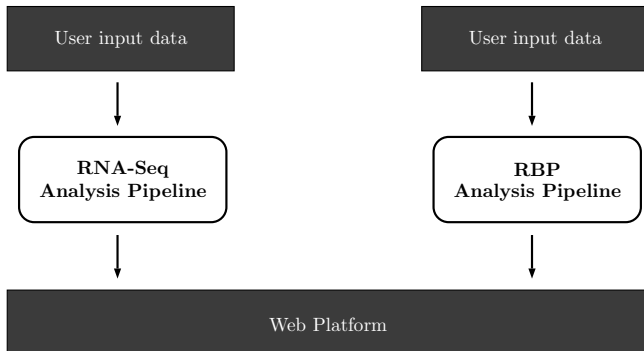 User input data
User input data
RNA-Seq
Analysis Pipeline
RBP
Analysis Pipeline
Web Platform